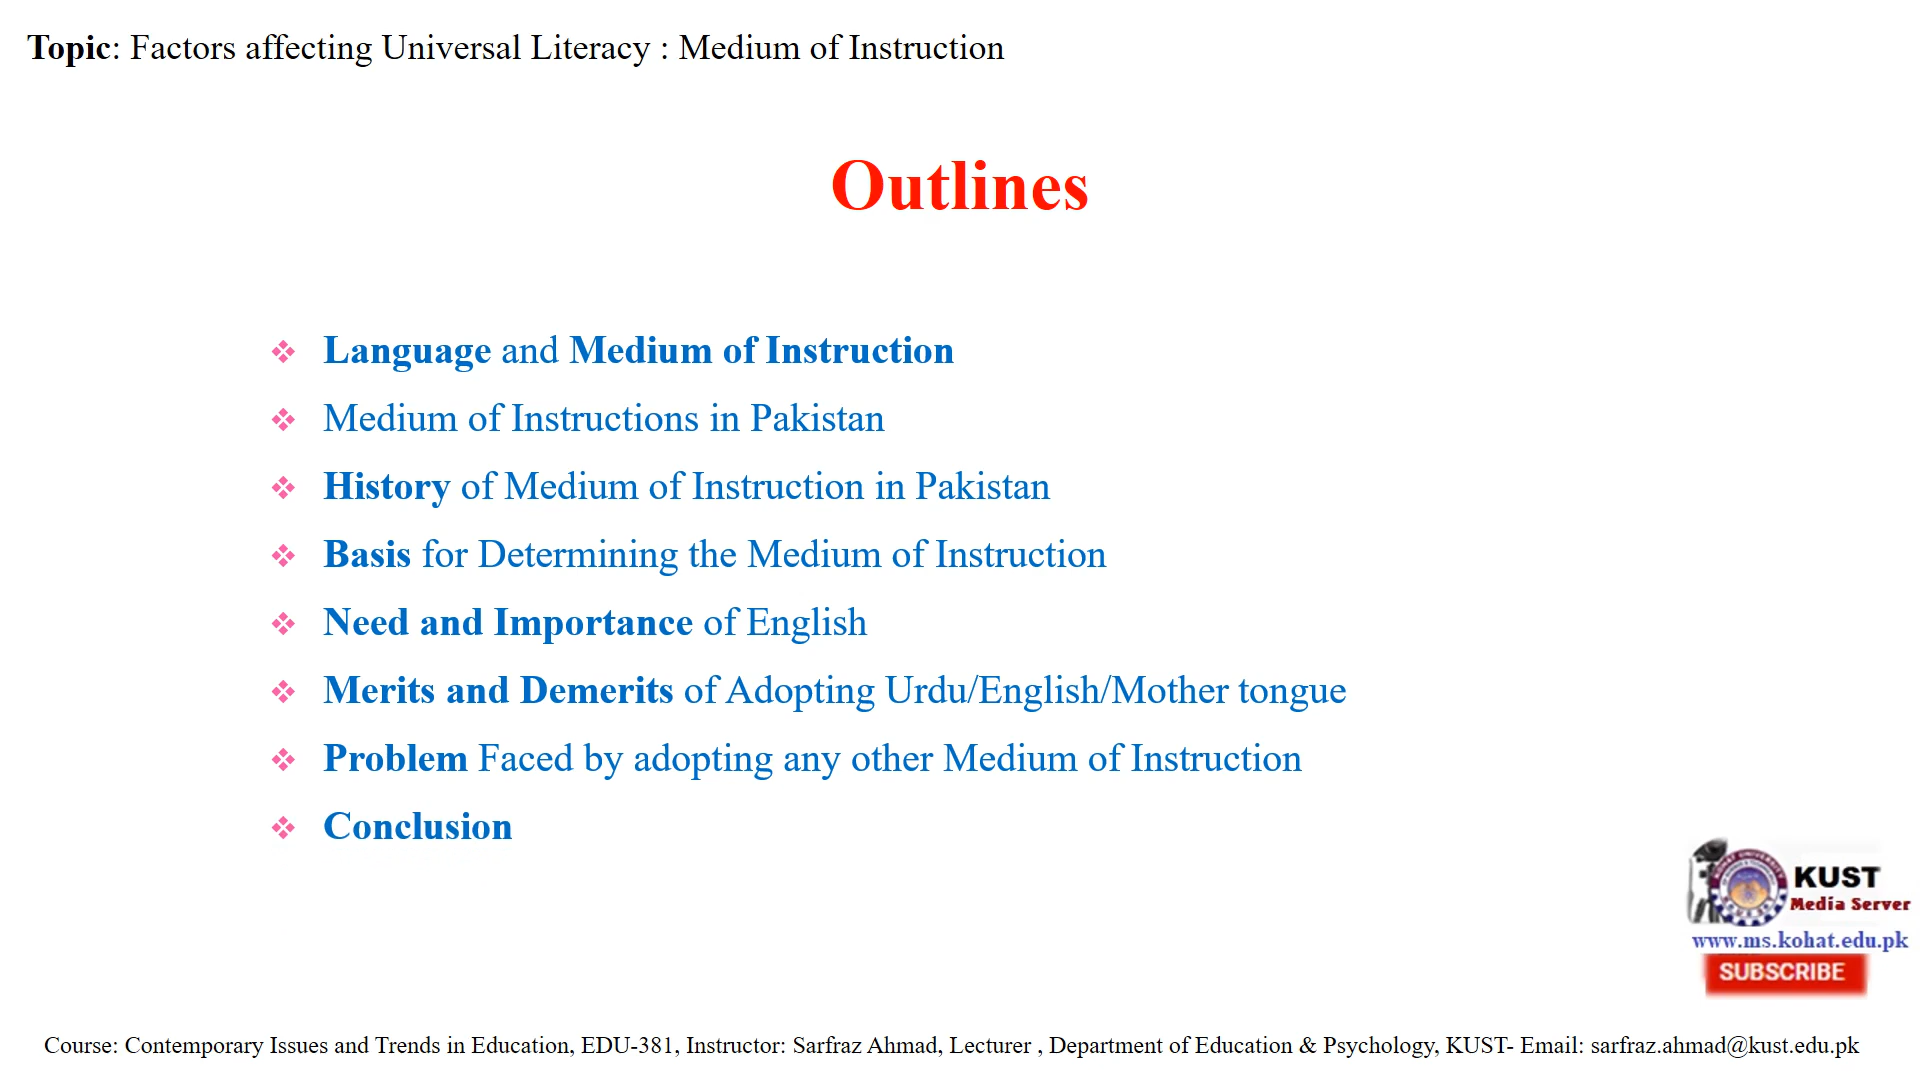 Topic: Factors affecting Universal Literacy : Medium of Instruction
Outlines
❖ Language and Medium of Instruction
❖ Medium of Instructions in Pakistan
❖ History of Medium of Instruction in Pakistan
❖ Basis for Determining the Medium of Instruction
❖ Need and Importance of English
❖ Merits and Demerits of Adopting Urdu/English/Mother tongue
❖ Problem Faced by adopting any other Medium of Instruction
❖ Conclusion
KUST
Media Server
www.ms.kohat.edu.pk
SUBSCRIBE
Course: Contemporary Issues and Trends in Education, EDU-381, Instructor: Sarfraz Ahmad, Lecturer , Department of Education & Psychology, KUST- Email: sarfraz.ahmad@kust.edu.pk